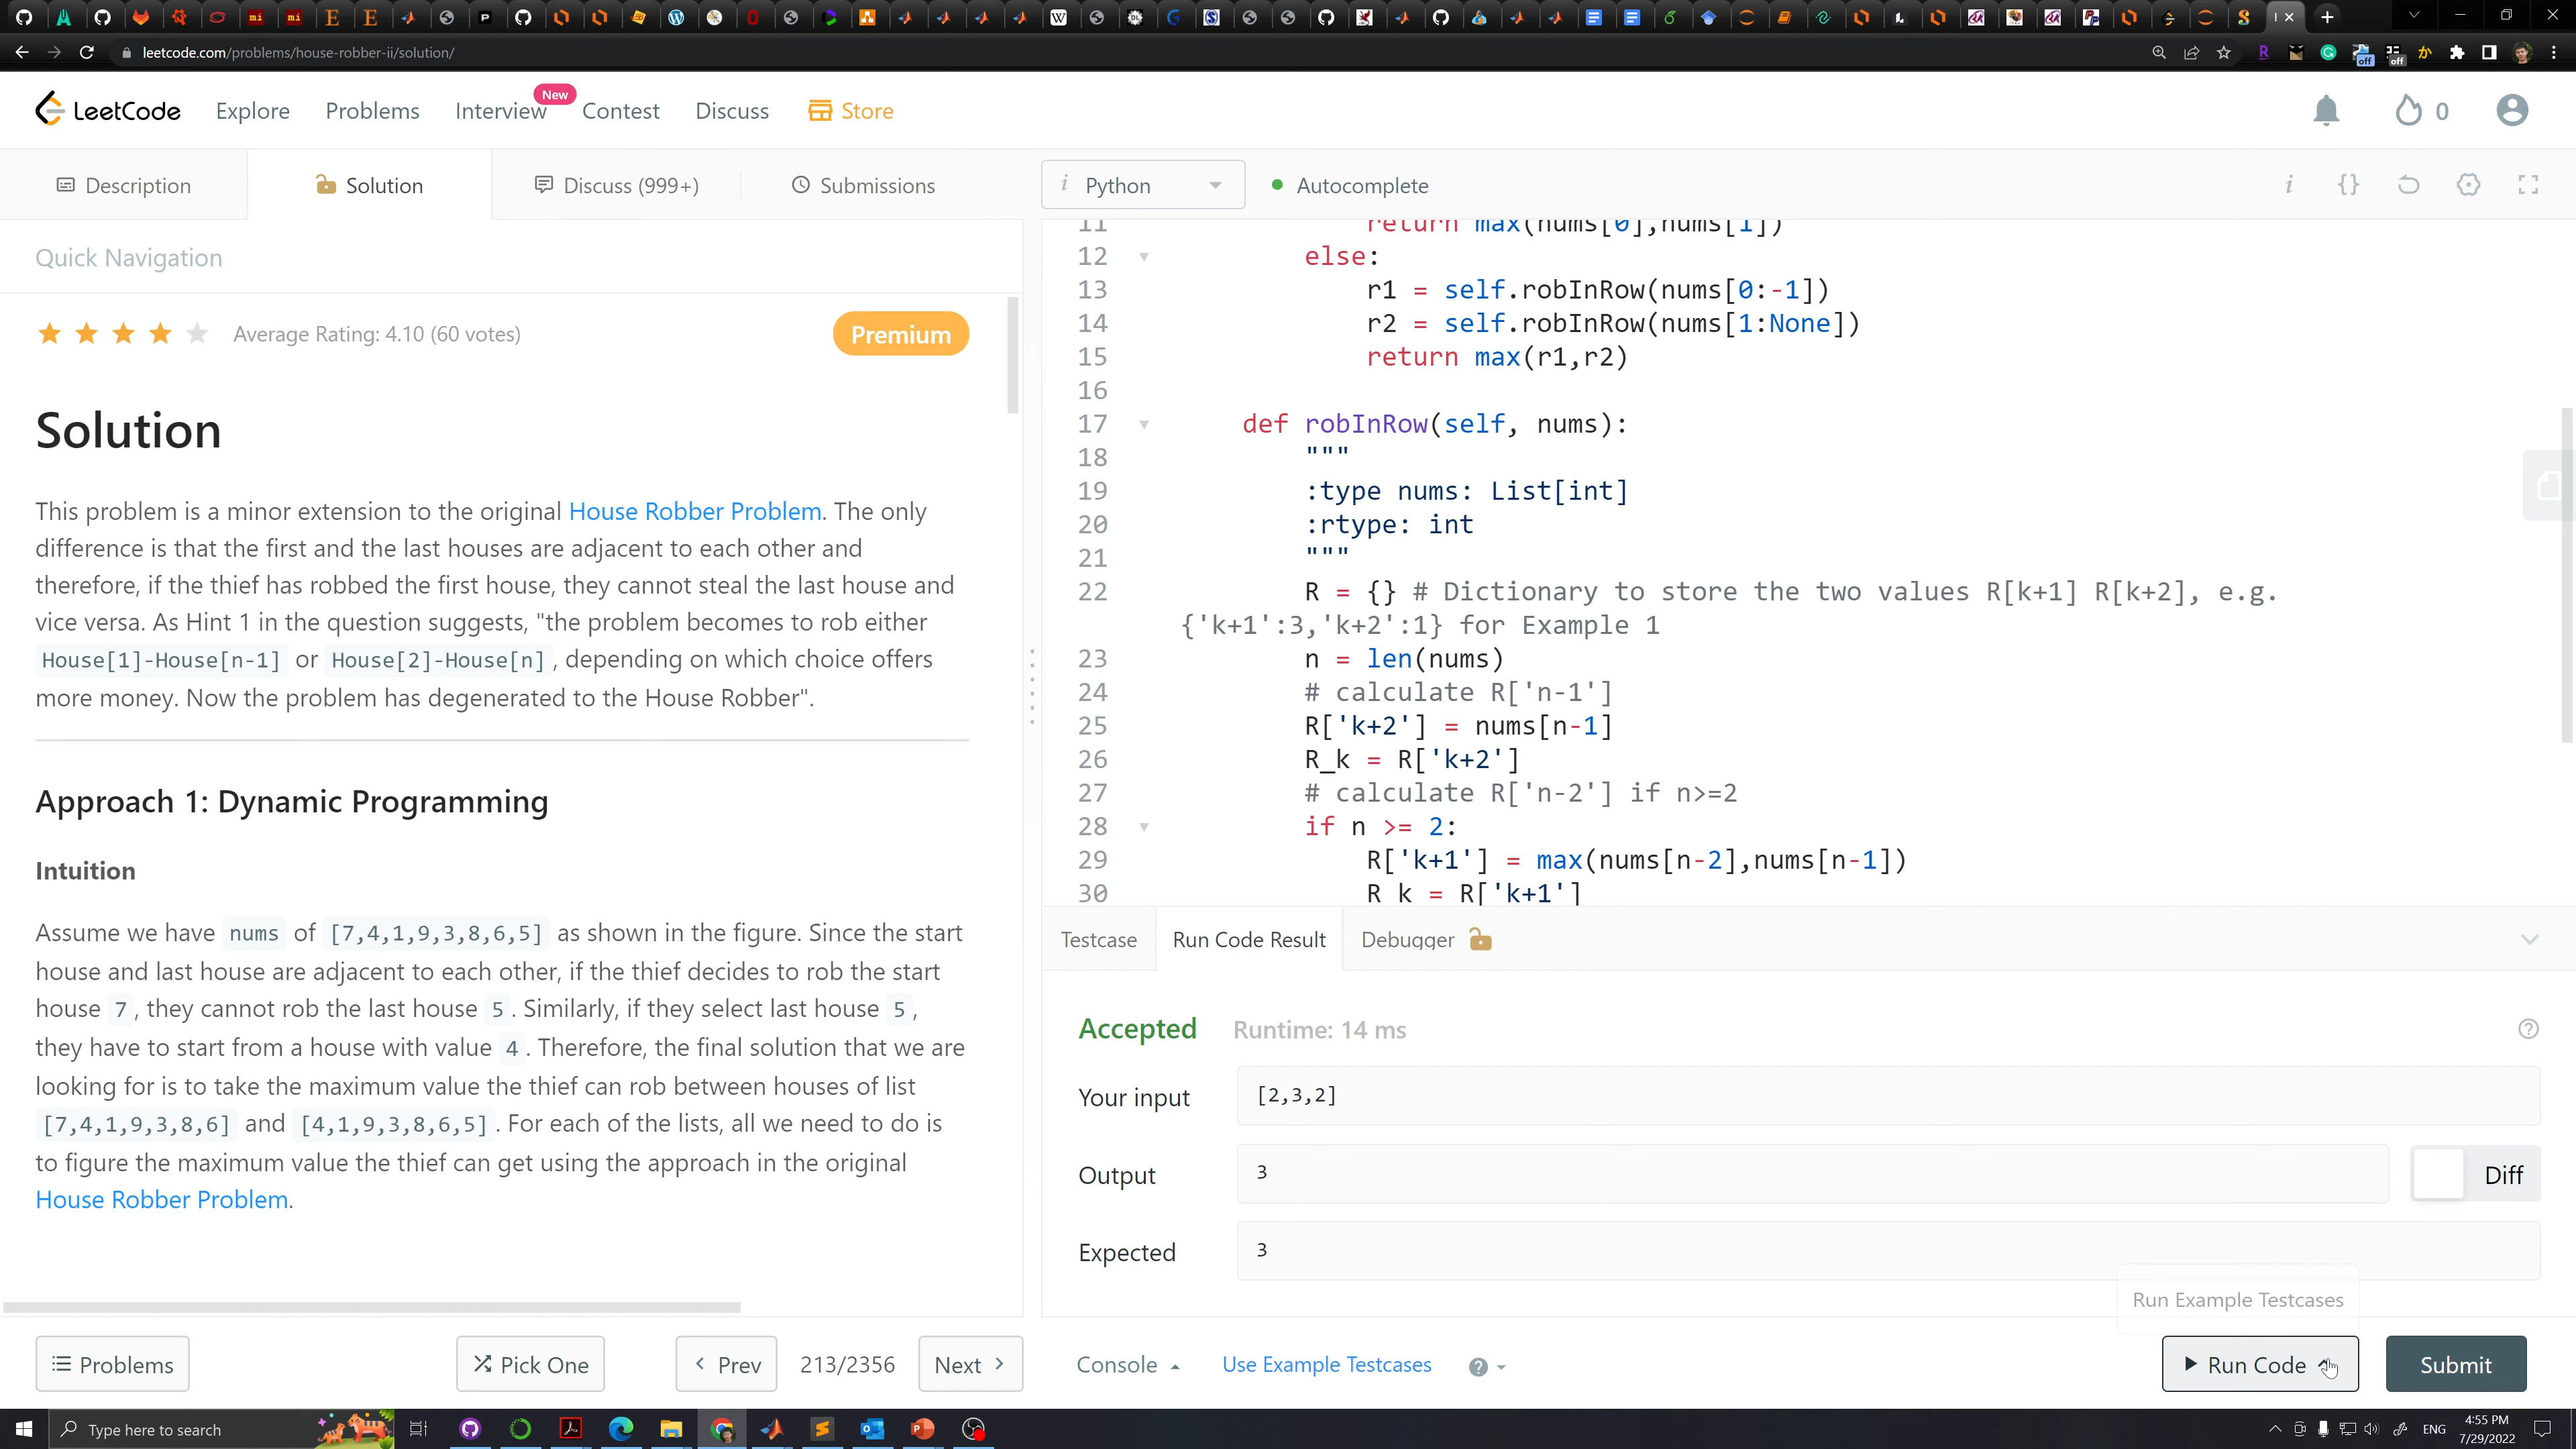 leetcode.com/problems/house-robber-ii/solution/
off
off
LeetCode
Explore
Problems
Interview
New
Contest
Discuss
Store
0
Description
Solution
Discuss (999+)
Submissions
i Python
Autocomplete
Quick Navigation
Average Rating: 4.10 (60 votes)
Premium
Solution
This problem is a minor extension to the original House Robber Problem. The only
difference is that the first and the last houses are adjacent to each other and
therefore, if the thief has robbed the first house, they cannot steal the last house and
vice versa. As Hint 1 in the question suggests, "the problem becomes to rob either
House[1]-House[n-1] or House[2]-House[n], depending on which choice offers
more money. Now the problem has degenerated to the House Robber".
Approach 1: Dynamic Programming
Intuition
Assume we have nums of [7,4,1,9,3,8,6,5] as shown in the figure. Since the start
house and last house are adjacent to each other, if the thief decides to rob the start
house 7, they cannot rob the last house 5. Similarly, if they select last house 5,
they have to start from a house with value 4. Therefore, the final solution that we are
looking for is to take the maximum value the thief can rob between houses of list
[7,4,1,9,3,8,6] and [4,1,9,3,8,6,5]. For each of the lists, all we need to do is
to figure the maximum value the thief can get using the approach in the original
House Robber Problem.
11 return max(nums[0],nums[1])
12 else:
13 r1 = self.robInRow(nums[0:-1])
14 r2 = self.robInRow(nums[1:None])
15 return max(r1,r2)
16
17 def robInRow(self, nums):
18 """
19 :type nums: List[int]
20 :rtype: int
21 """
22 R = {} # Dictionary to store the two values R[k+1] R[k+2], e.g.
{'k+1':3,'k+2':1} for Example 1
23 n = len(nums)
24 # calculate R['n-1']
25 R['k+2'] = nums[n-1]
26 R_k = R['k+2']
27 # calculate R['n-2'] if n>=2
28 if n >= 2:
29 R['k+1'] = max(nums[n-2],nums[n-1])
30 R_k = R['k+1']
Testcase
Run Code Result
Debugger
Accepted
Runtime: 14 ms
Your input
[2,3,2]
Output
3
Diff
Expected
3
Run Example Testcases
Problems
Pick One
Prev
213/2356
Next
Console
Use Example Testcases
Run Code
Submit
Type here to search
ENG
4:55 PM
7/29/2022